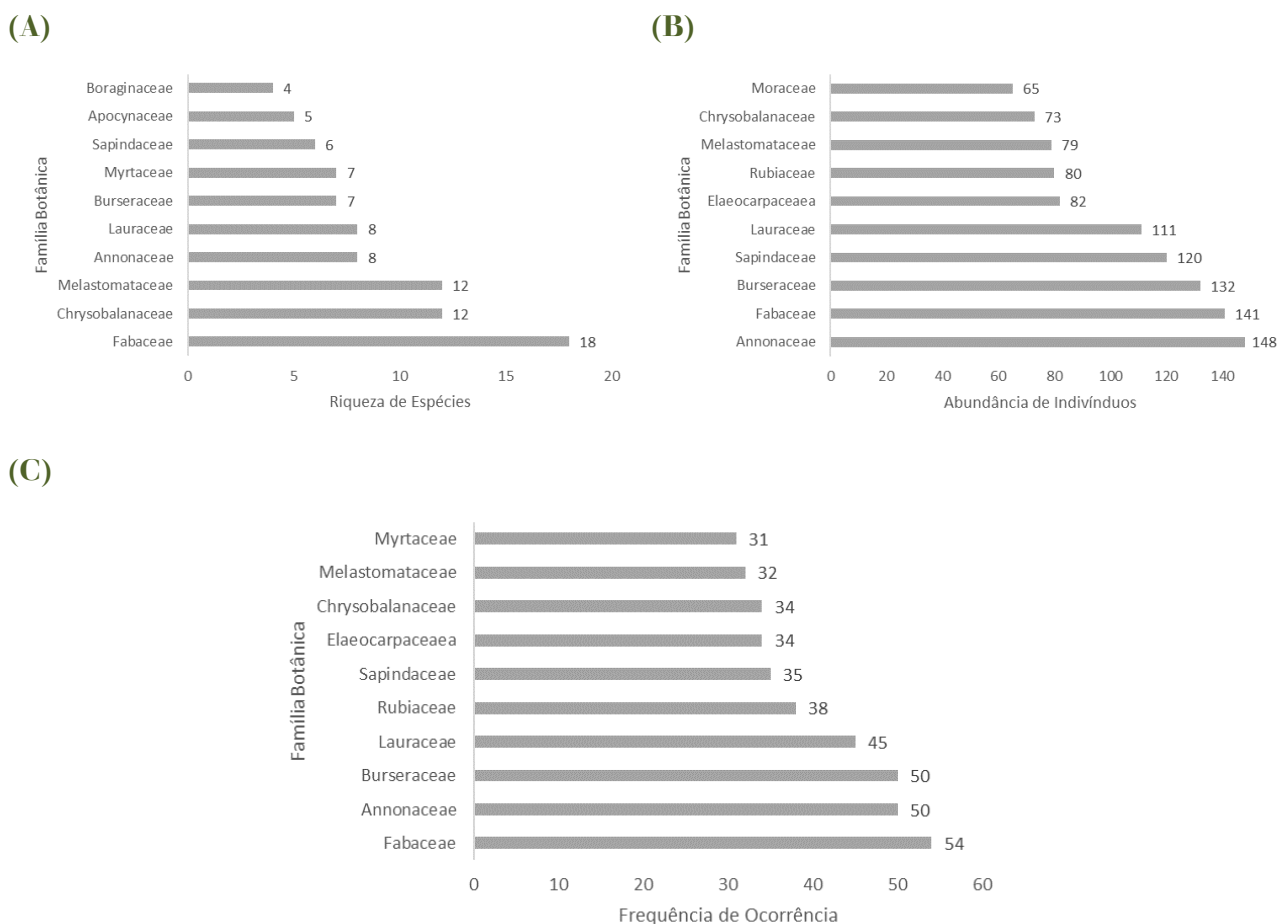 (A)
Família Botânica
Boraginaceae 4
Apocynaceae 5
Sapindaceae 6
Myrtaceae 7
Burseraceae 7
Lauraceae 8
Annonaceae 8
Melastomataceae 12
Chrysobalanaceae 12
Fabaceae 18
0 5 10 15 20
Riqueza de Espécies
(B)
Família Botânica
Moraceae 65
Chrysobalanaceae 73
Melastomataceae 79
Rubiaceae 80
Elaeocarpaceaea 82
Lauraceae 111
Sapindaceae 120
Burseraceae 132
Fabaceae 141
Annonaceae 148
0 20 40 60 80 100 120 140
Abundância de Indivínduos
(C)
Família Botânica
Myrtaceae 31
Melastomataceae 32
Chrysobalanaceae 34
Elaeocarpaceaea 34
Sapindaceae 35
Rubiaceae 38
Lauraceae 45
Burseraceae 50
Annonaceae 50
Fabaceae 54
0 10 20 30 40 50 60
Frequência de Ocorrência